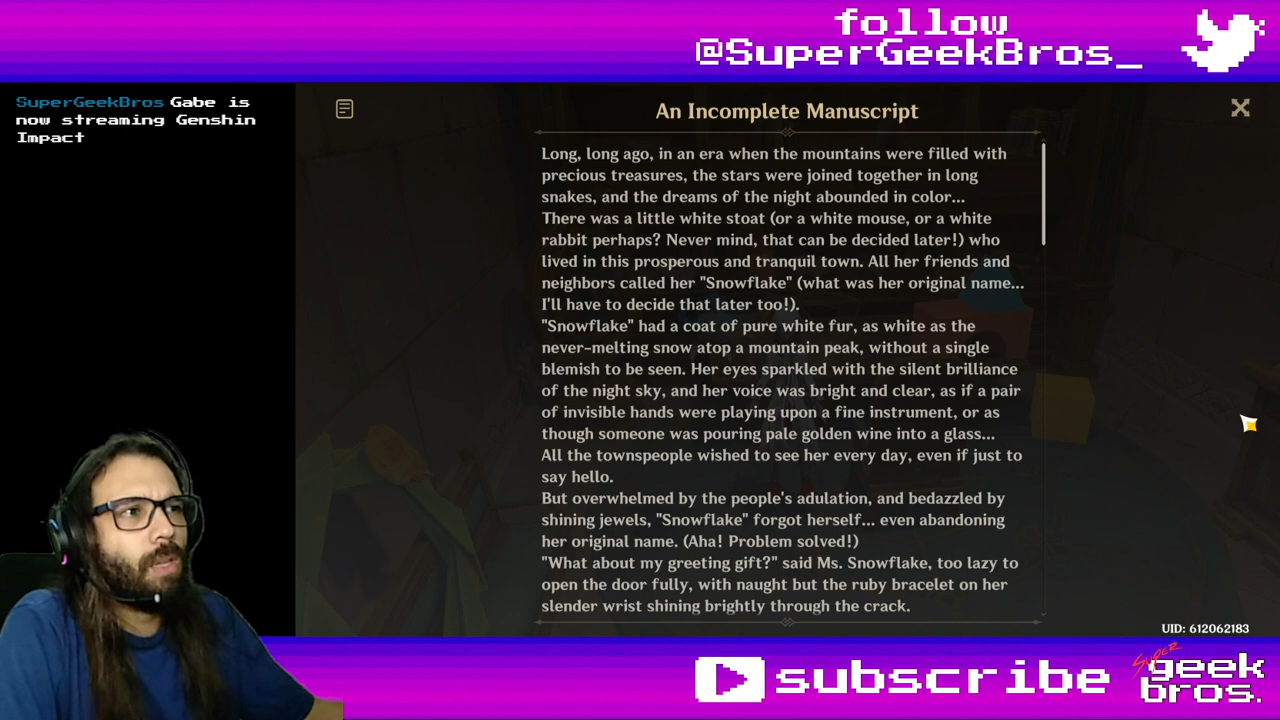 follow
@SuperGeekBros_
SuperGeekBros Gabe is
now streaming Genshin
Impact
An Incomplete Manuscript
Long, long ago, in an era when the mountains were filled with
precious treasures, the stars were joined together in long
snakes, and the dreams of the night abounded in color...
There was a little white stoat (or a white mouse, or a white
rabbit perhaps? Never mind, that can be decided later!) who
lived in this prosperous and tranquil town. All her friends and
neighbors called her "Snowflake" (what was her original name...
I'll have to decide that later too!).
"Snowflake" had a coat of pure white fur, as white as the
never-melting snow atop a mountain peak, without a single
blemish to be seen. Her eyes sparkled with the silent brilliance
of the night sky, and her voice was bright and clear, as if a pair
of invisible hands were playing upon a fine instrument, or as
though someone was pouring pale golden wine into a glass...
All the townspeople wished to see her every day, even if just to
say hello.
But overwhelmed by the people's adulation, and bedazzled by
shining jewels, "Snowflake" forgot herself... even abandoning
her original name. (Aha! Problem solved!)
"What about my greeting gift?" said Ms. Snowflake, too lazy to
open the door fully, with naught but the ruby bracelet on her
slender wrist shining brightly through the crack.
UID: 612062183
subscribe
SUPER
geek
bros.